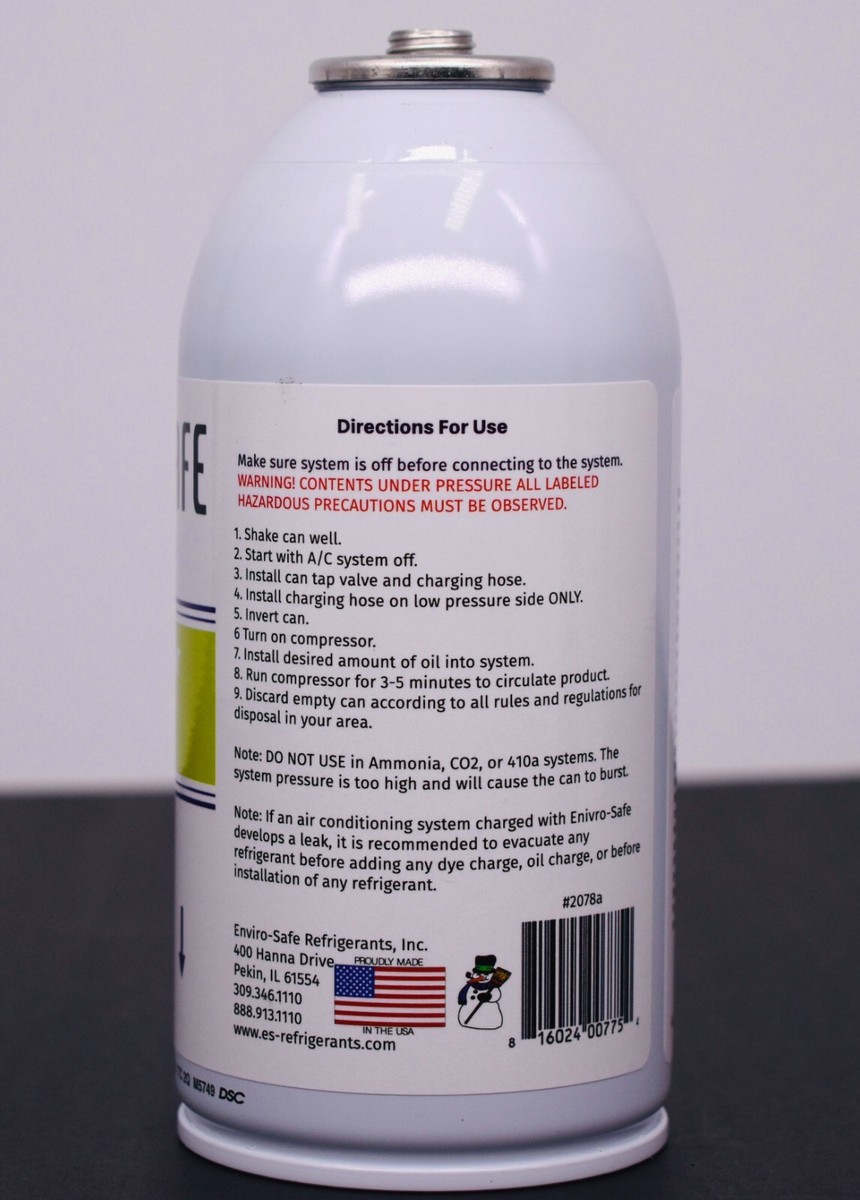 AFE
Directions For Use
Make sure system is off before connecting to the system.
WARNING! CONTENTS UNDER PRESSURE ALL LABELED
HAZARDOUS PRECAUTIONS MUST BE OBSERVED.
1. Shake can well.
2. Start with A/C system off.
3. Install can tap valve and charging hose.
4. Install charging hose on low pressure side ONLY.
5. Invert can.
6 Turn on compressor.
7. Install desired amount of oil into system.
8. Run compressor for 3-5 minutes to circulate product.
9. Discard empty can according to all rules and regulations for
disposal in your area.
Note: DO NOT USE in Ammonia, CO2, or 410a systems. The
system pressure is too high and will cause the can to burst.
Note: If an air conditioning system charged with Enivro-Safe
develops a leak, it is recommended to evacuate any
refrigerant before adding any dye charge, oil charge, or before
installation of any refrigerant.
#2078a
Enviro-Safe Refrigerants, Inc.
400 Hanna Drive
Pekin, IL 61554
309.346.1110
888.913.1110
www.es-refrigerants.com
PROUDLY MADE
IN THE USA
8 16024 00775 4
M5749 DSC